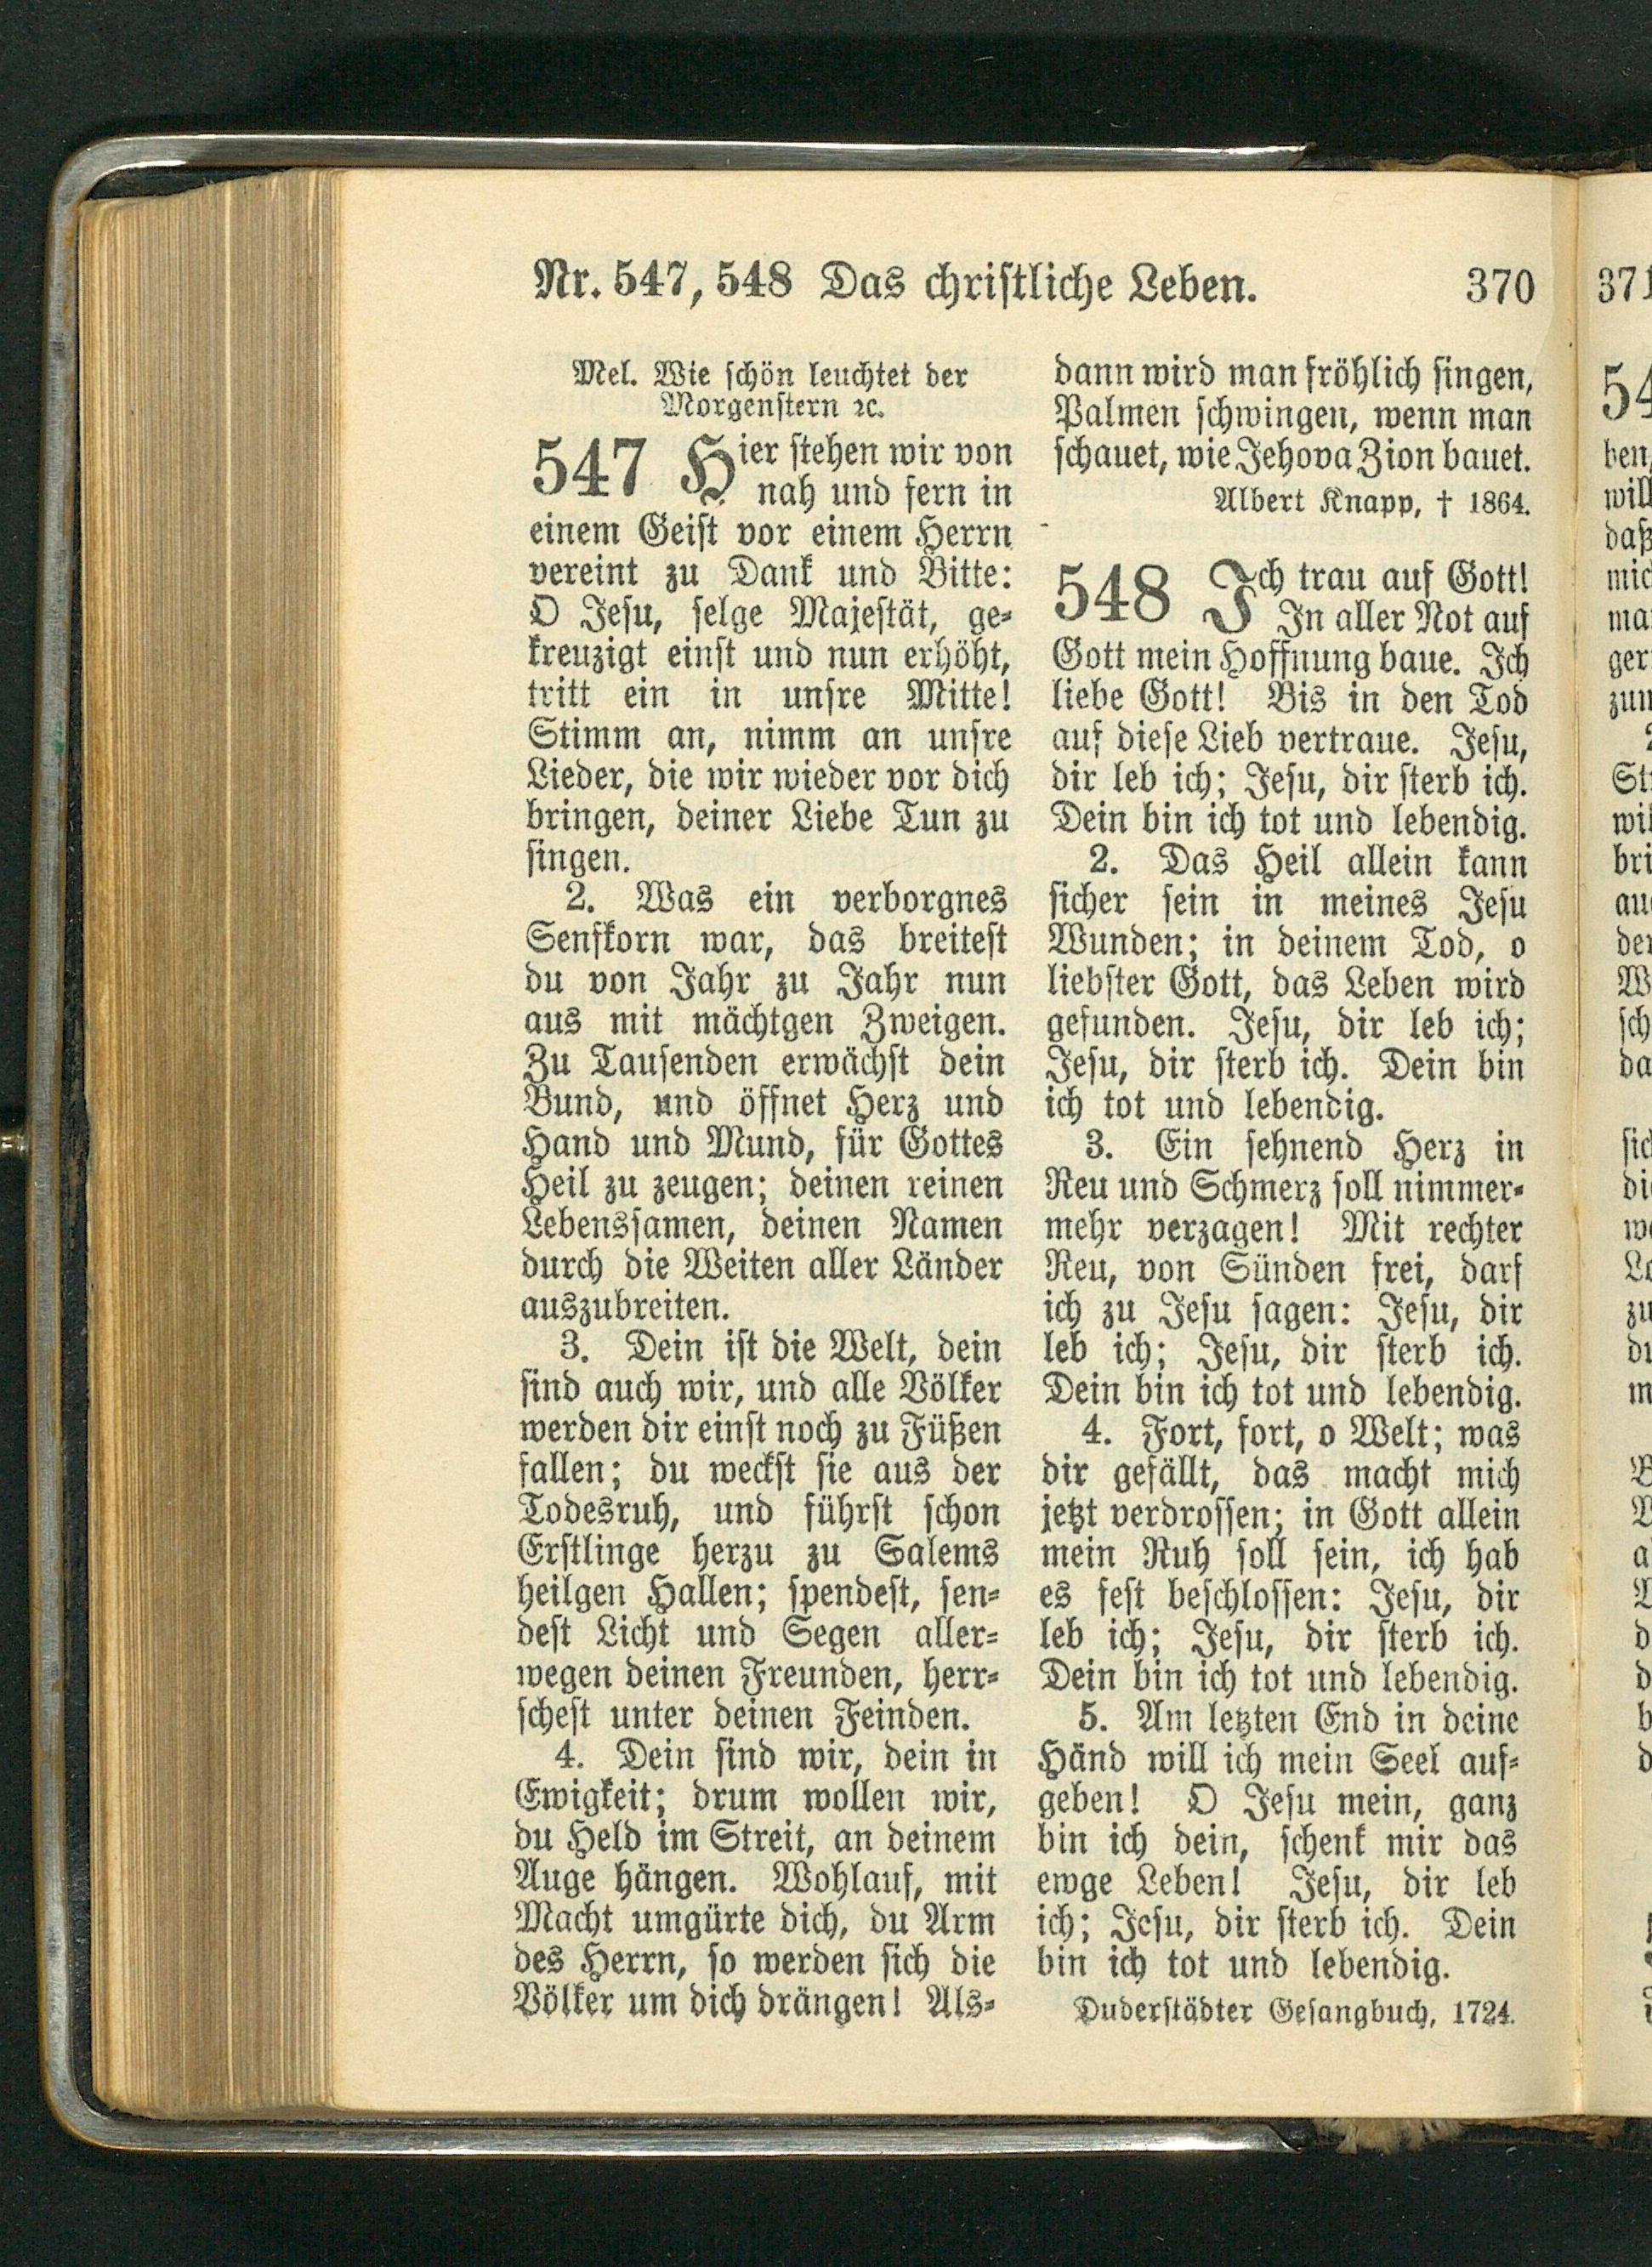 Nr. 547, 548 Das christliche Leben. 370
Mel. Wie schön leuchtet der
Morgenstern ꝛc.
547 Hier stehen wir von
nah und fern in
einem Geist vor einem Herrn
vereint zu Dank und Bitte:
O Jesu, selge Majestät, ge-
kreuzigt einst und nun erhöht,
tritt ein in unsre Mitte!
Stimm an, nimm an unsre
Lieder, die wir wieder vor dich
bringen, deiner Liebe Tun zu
singen.
2. Was ein verborgnes
Senfkorn war, das breitest
du von Jahr zu Jahr nun
aus mit mächtgen Zweigen.
Zu Tausenden erwächst dein
Bund, und öffnet Herz und
Hand und Mund, für Gottes
Heil zu zeugen; deinen reinen
Lebenssamen, deinen Namen
durch die Weiten aller Länder
auszubreiten.
3. Dein ist die Welt, dein
sind auch wir, und alle Völker
werden dir einst noch zu Füßen
fallen; du weckst sie aus der
Todesruh, und führst schon
Erstlinge herzu zu Salems
heilgen Hallen; spendest, sen-
dest Licht und Segen aller-
wegen deinen Freunden, herr-
schest unter deinen Feinden.
4. Dein sind wir, dein in
Ewigkeit; drum wollen wir,
du Held im Streit, an deinem
Auge hängen. Wohlauf, mit
Macht umgürte dich, du Arm
des Herrn, so werden sich die
Völker um dich drängen! Als-
dann wird man fröhlich singen,
Palmen schwingen, wenn man
schauet, wie Jehova Zion bauet.
Albert Knapp, † 1864.
548 Ich trau auf Gott!
In aller Not auf
Gott mein Hoffnung baue. Ich
liebe Gott! Bis in den Tod
auf diese Lieb vertraue. Jesu,
dir leb ich; Jesu, dir sterb ich.
Dein bin ich tot und lebendig.
2. Das Heil allein kann
sicher sein in meines Jesu
Wunden; in deinem Tod, o
liebster Gott, das Leben wird
gefunden. Jesu, dir leb ich;
Jesu, dir sterb ich. Dein bin
ich tot und lebendig.
3. Ein sehnend Herz in
Reu und Schmerz soll nimmer-
mehr verzagen! Mit rechter
Reu, von Sünden frei, darf
ich zu Jesu sagen: Jesu, dir
leb ich; Jesu, dir sterb ich.
Dein bin ich tot und lebendig.
4. Fort, fort, o Welt; was
dir gefällt, das macht mich
jetzt verdrossen; in Gott allein
mein Ruh soll sein, ich hab
es fest beschlossen: Jesu, dir
leb ich; Jesu, dir sterb ich.
Dein bin ich tot und lebendig.
5. Am letzten End in deine
Händ will ich mein Seel auf-
geben! O Jesu mein, ganz
bin ich dein, schenk mir das
ewge Leben! Jesu, dir leb
ich; Jesu, dir sterb ich. Dein
bin ich tot und lebendig.
Duderstädter Gesangbuch, 1724.
371